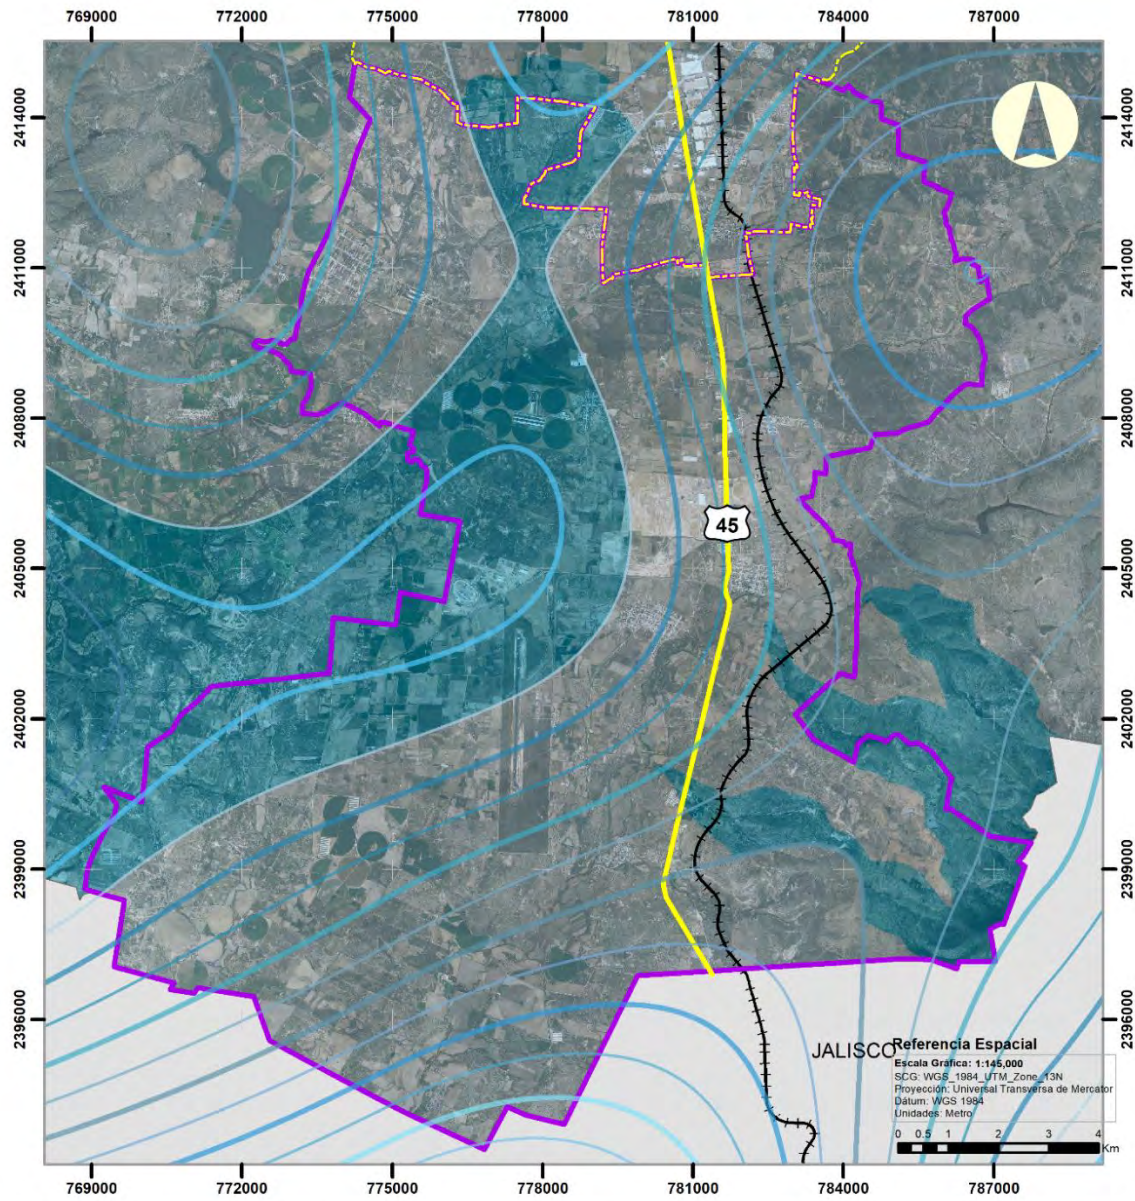 769000 772000 775000 778000 781000 784000 787000
2414000 2414000
2411000 2411000
2408000 2408000
45
2405000 2405000
2402000 2402000
2399000 2399000
2396000 2396000
JALISCO
Referencia Espacial
Escala Gráfica: 1:145,000
SCG: WGS_1984_UTM_Zone_13N
Proyección: Universal Transversa de Mercator
Dátum: WGS 1984
Unidades: Metro
0 0.5 1 2 3 4
Km
769000 772000 775000 778000 781000 784000 787000